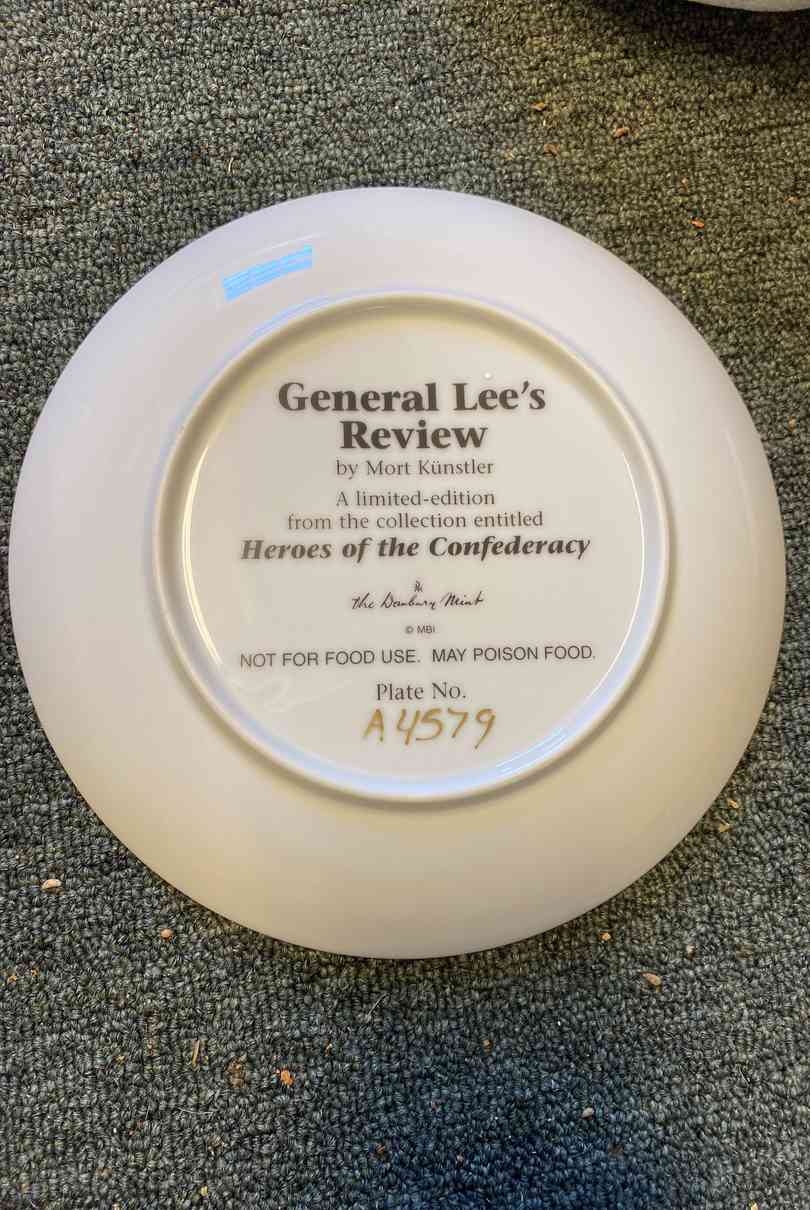 General Lee's
Review
by Mort Künstler
A limited-edition
from the collection entitled
Heroes of the Confederacy
the Danbury Mint
© MBI
NOT FOR FOOD USE. MAY POISON FOOD.
Plate No.
A4579